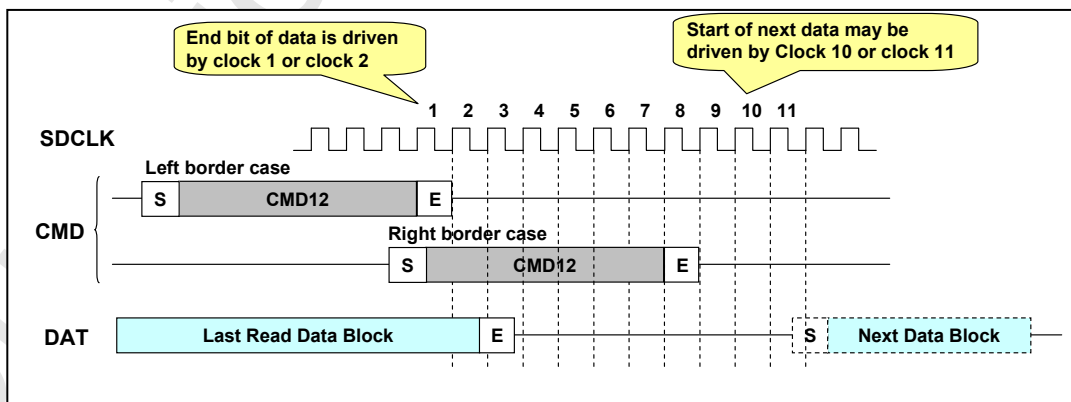 End bit of data is driven
by clock 1 or clock 2
Start of next data may be
driven by Clock 10 or clock 11
1 2 3 4 5 6 7 8 9 10 11
SDCLK
Left border case
S CMD12 E
CMD
Right border case
S CMD12 E
DAT Last Read Data Block E S Next Data Block